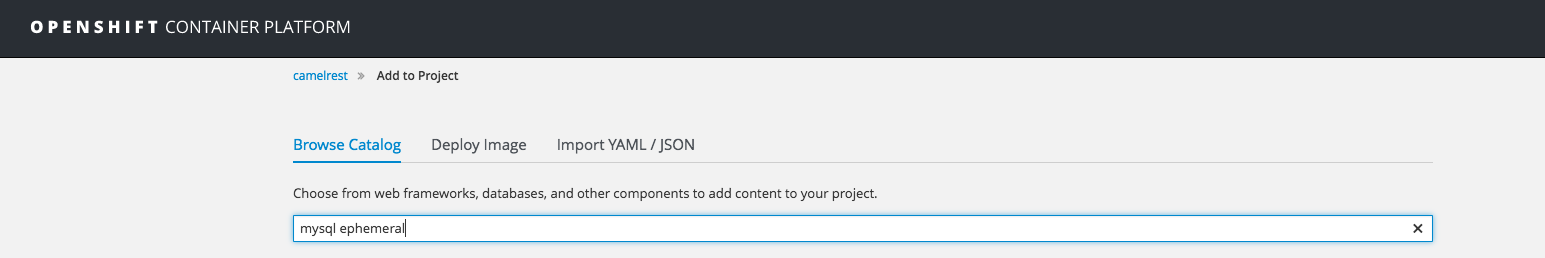 OPENSHIFT CONTAINER PLATFORM
camelrest » Add to Project
Browse Catalog Deploy Image Import YAML / JSON
Choose from web frameworks, databases, and other components to add content to your project.
mysql ephemeral